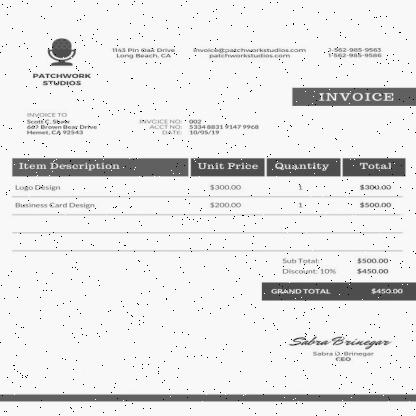 PATCHWORK
STUDIOS
1145 Pin Oak Drive
Long Beach, CA
invoice@patchworkstudios.com
patchworkstudios.com
1-562-985-9563
1-562-985-9586
INVOICE
INVOICE TO
Scott C. Shaw
667 Brown Bear Drive
Hemet, CA 92543
INVOICE NO: 002
ACCT NO: 5334 8831 9147 9968
DATE: 10/05/19
Item Description Unit Price Quantity Total
Logo Design $300.00 1 $300.00
Business Card Design $200.00 1 $500.00
Sub Total: $500.00
Discount: 10% $450.00
GRAND TOTAL $450.00
Sabra Brinegar
Sabra D. Brinegar
CEO